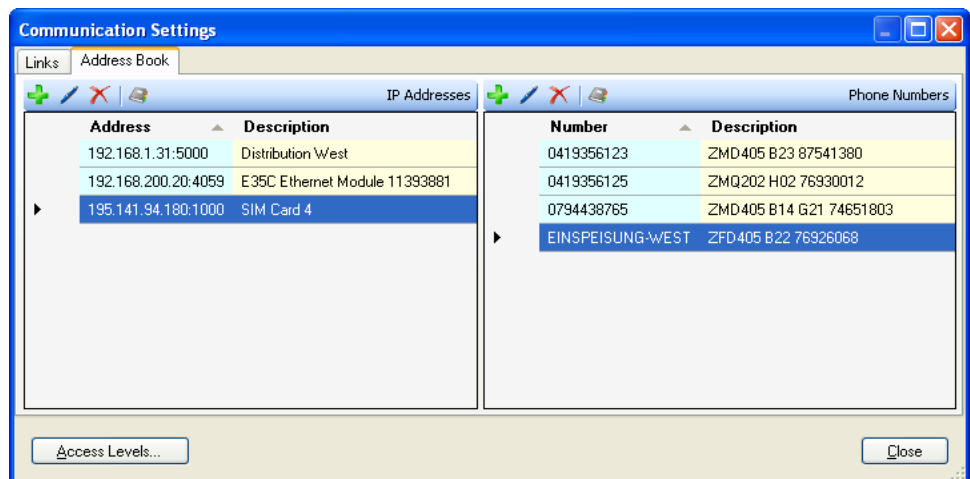 Communication Settings
Links Address Book
IP Addresses
Address Description
192.168.1.31:5000 Distribution West
192.168.200.20:4059 E35C Ethernet Module 11393881
195.141.94.180:1000 SIM Card 4
Phone Numbers
Number Description
0419356123 ZMD405 B23 87541380
0419356125 ZMQ202 H02 76930012
0794438765 ZMD405 B14 G21 74651803
EINSPEISUNG-WEST ZFD405 B22 76926068
Access Levels...
Close